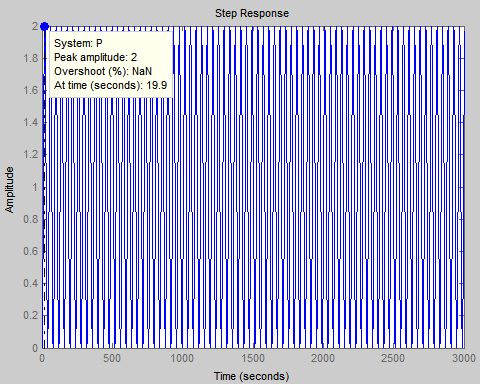 Step Response
System: P
Peak amplitude: 2
Overshoot (%): NaN
At time (seconds): 19.9
Amplitude
2
1.8
1.6
1.4
1.2
1
0.8
0.6
0.4
0.2
0
0 500 1000 1500 2000 2500 3000
Time (seconds)